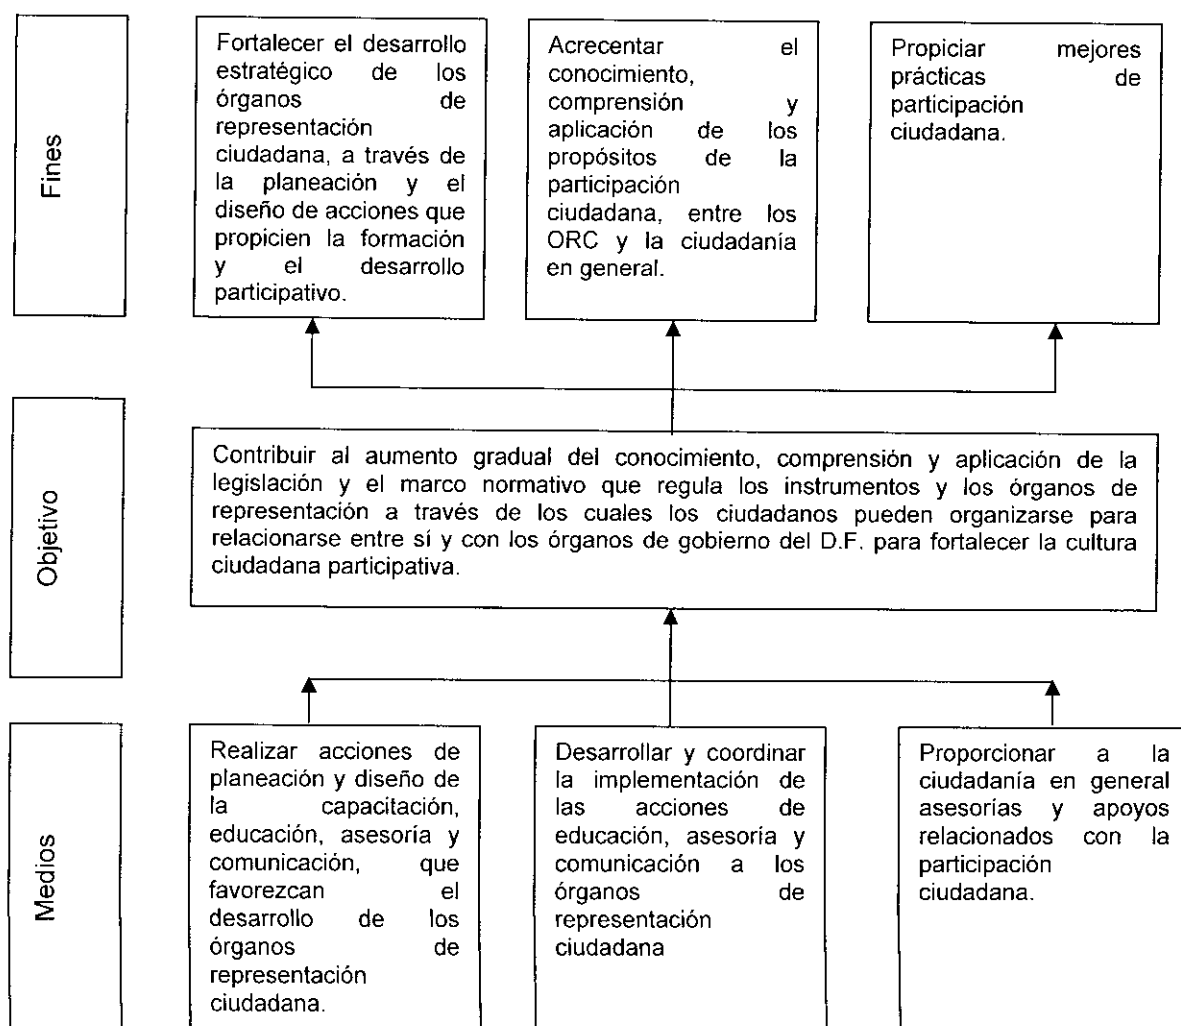 Fines
Fortalecer el desarrollo
estratégico de los
órganos de
representación
ciudadana, a través de
la planeación y el
diseño de acciones que
propicien la formación
y el desarrollo
participativo.
Acrecentar el
conocimiento,
comprensión y
aplicación de los
propósitos de la
participación
ciudadana, entre los
ORC y la ciudadanía
en general.
Propiciar mejores
prácticas de
participación
ciudadana.
Objetivo
Contribuir al aumento gradual del conocimiento, comprensión y aplicación de la
legislación y el marco normativo que regula los instrumentos y los órganos de
representación a través de los cuales los ciudadanos pueden organizarse para
relacionarse entre sí y con los órganos de gobierno del D.F. para fortalecer la cultura
ciudadana participativa.
Medios
Realizar acciones de
planeación y diseño de
la capacitación,
educación, asesoría y
comunicación, que
favorezcan el
desarrollo de los
órganos de
representación
ciudadana.
Desarrollar y coordinar
la implementación de
las acciones de
educación, asesoría y
comunicación a los
órganos de
representación
ciudadana
Proporcionar a la
ciudadanía en general
asesorías y apoyos
relacionados con la
participación
ciudadana.